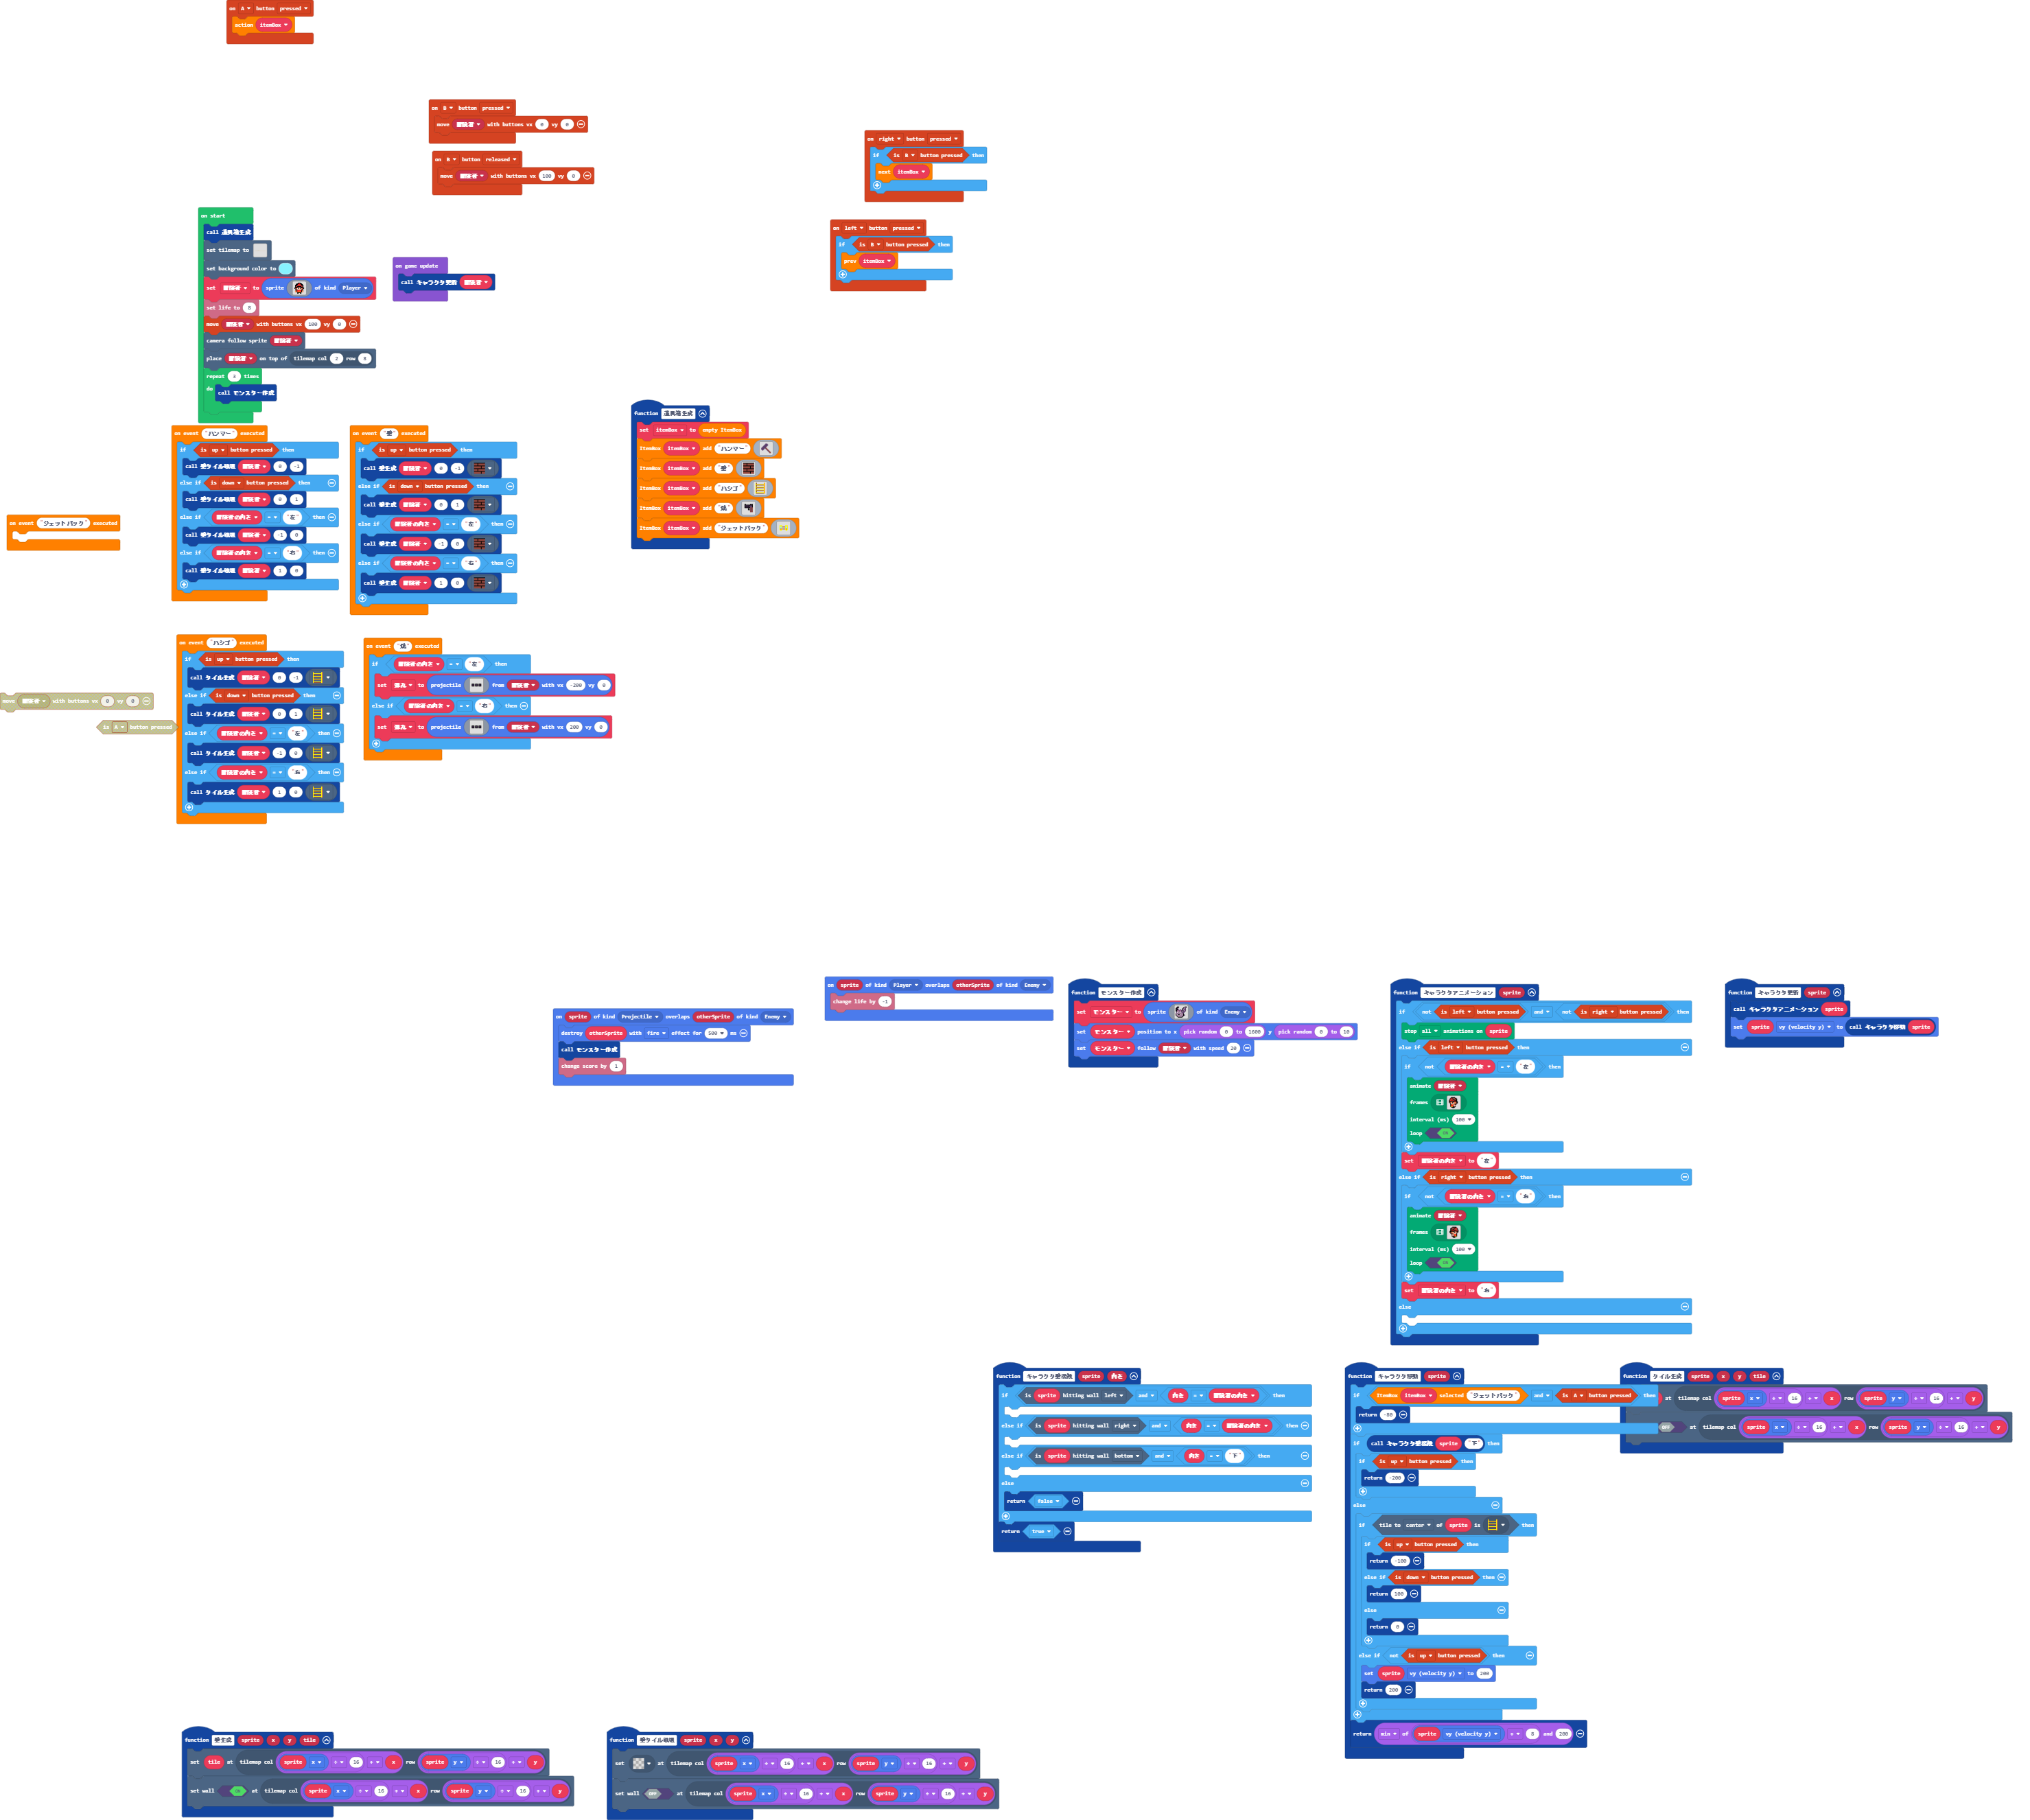 on A button pressed
action itemBox
on B button pressed
move 冒険者 with buttons vx 0 vy 0
on B button released
move 冒険者 with buttons vx 100 vy 0
on right button pressed
if is B button pressed then
next itemBox
on left button pressed
if is B button pressed then
prev itemBox
on start
call 道具箱生成
set tilemap to
set background color to
set 冒険者 to sprite of kind Player
set life to
move 冒険者 with buttons vx 100 vy 0
camera follow sprite 冒険者
place 冒険者 on top of tilemap col 2 row
repeat 3 times
do
call モンスター作成
on game update
call キャラクタ更新 冒険者
function 道具箱生成
set itemBox to empty ItemBox
ItemBox itemBox add "ハンマー"
ItemBox itemBox add "壁"
ItemBox itemBox add "ハシゴ"
ItemBox itemBox add "銃"
ItemBox itemBox add "ジェットパック"
on event "ハンマー" executed
if is up button pressed then
call 壁タイル破壊 冒険者 0 -1
else if is down button pressed then
call 壁タイル破壊 冒険者 0 1
else if 冒険者の向き = "左" then
call 壁タイル破壊 冒険者 -1 0
else if 冒険者の向き = "右" then
call 壁タイル破壊 冒険者 1 0
on event "壁" executed
if is up button pressed then
call 壁生成 冒険者 0 -1
else if is down button pressed then
call 壁生成 冒険者 0 1
else if 冒険者の向き = "左" then
call 壁生成 冒険者 -1 0
else if 冒険者の向き = "右" then
call 壁生成 冒険者 1 0
on event "ジェットパック" executed
on event "ハシゴ" executed
if is up button pressed then
call タイル生成 冒険者 0 -1
else if is down button pressed then
call タイル生成 冒険者 0 1
else if 冒険者の向き = "左" then
call タイル生成 冒険者 -1 0
else if 冒険者の向き = "右" then
call タイル生成 冒険者 1 0
on event "銃" executed
if 冒険者の向き = "左" then
set 弾丸 to projectile from 冒険者 with vx -200 vy 0
else if 冒険者の向き = "右" then
set 弾丸 to projectile from 冒険者 with vx 200 vy 0
move 冒険者 with buttons vx 0 vy 0
is A button pressed
on sprite of kind Projectile overlaps otherSprite of kind Enemy
destroy otherSprite with fire effect for 500 ms
call モンスター作成
change score by 1
on sprite of kind Player overlaps otherSprite of kind Enemy
change life by -1
function モンスター作成
set モンスター to sprite of kind Enemy
set モンスター position to x pick random 0 to 1600 y pick random 0 to 10
set モンスター follow 冒険者 with speed 20
function キャラクタアニメーション sprite
if not is left button pressed and not is right button pressed then
stop all animations on sprite
else if is left button pressed then
if not 冒険者の向き = "左" then
animate 冒険者
frames
interval (ms) 100
loop ON
set 冒険者の向き to "左"
else if is right button pressed then
if not 冒険者の向き = "右" then
animate 冒険者
frames
interval (ms) 100
loop ON
set 冒険者の向き to "右"
else
function キャラクタ更新 sprite
call キャラクタアニメーション sprite
set sprite vy (velocity y) to call キャラクタ移動 sprite
function キャラクタ壁接触 sprite 向き
if is sprite hitting wall left and 向き = 冒険者の向き then
else if is sprite hitting wall right and 向き = 冒険者の向き then
else if is sprite hitting wall bottom and 向き = "下" then
else
return false
return true
function キャラクタ移動 sprite
if ItemBox itemBox selected "ジェットパック" and is A button pressed then
return -80
if call キャラクタ壁接触 sprite "下" then
if is up button pressed then
return -200
else
if tile to center of sprite is then
if is up button pressed then
return -100
else if is down button pressed then
return 100
else
return 0
else if not is up button pressed then
set sprite vy (velocity y) to 200
return 200
return min of sprite vy (velocity y) + 8 and 200
function タイル生成 sprite x y tile
at tilemap col sprite x ÷ 16 + x row sprite y ÷ 16 + y
OFF at tilemap col sprite x ÷ 16 + x row sprite y ÷ 16 + y
function 壁生成 sprite x y tile
set tile at tilemap col sprite x ÷ 16 + x row sprite y ÷ 16 + y
set wall ON at tilemap col sprite x ÷ 16 + x row sprite y ÷ 16 + y
function 壁タイル破壊 sprite x y
set at tilemap col sprite x ÷ 16 + x row sprite y ÷ 16 + y
set wall OFF at tilemap col sprite x ÷ 16 + x row sprite y ÷ 16 + y